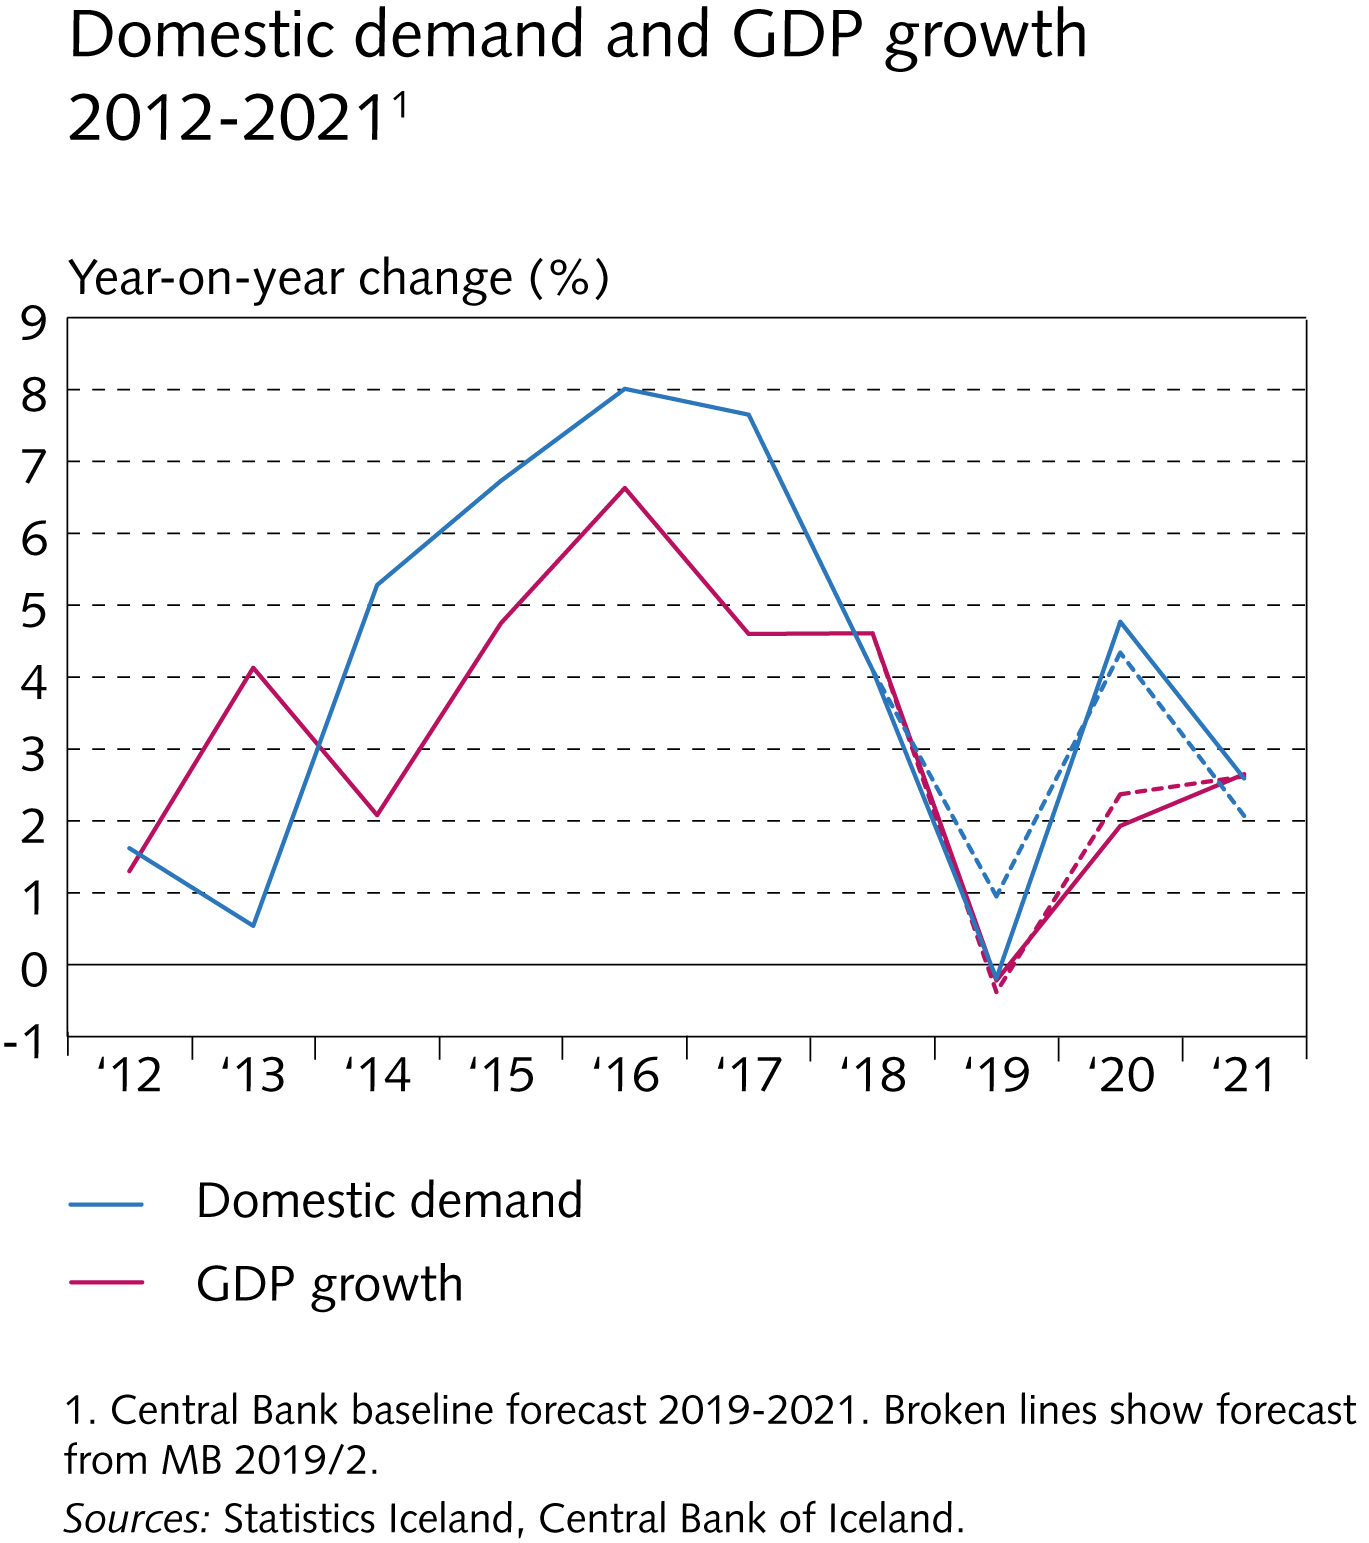 Domestic demand and GDP growth
2012-2021¹
Year-on-year change (%)
9
8
7
6
5
4
3
2
1
0
-1
‘12 ‘13 ‘14 ‘15 ‘16 ‘17 ‘18 ‘19 ‘20 ‘21
Domestic demand
GDP growth
1. Central Bank baseline forecast 2019-2021. Broken lines show forecast
from MB 2019/2.
Sources: Statistics Iceland, Central Bank of Iceland.